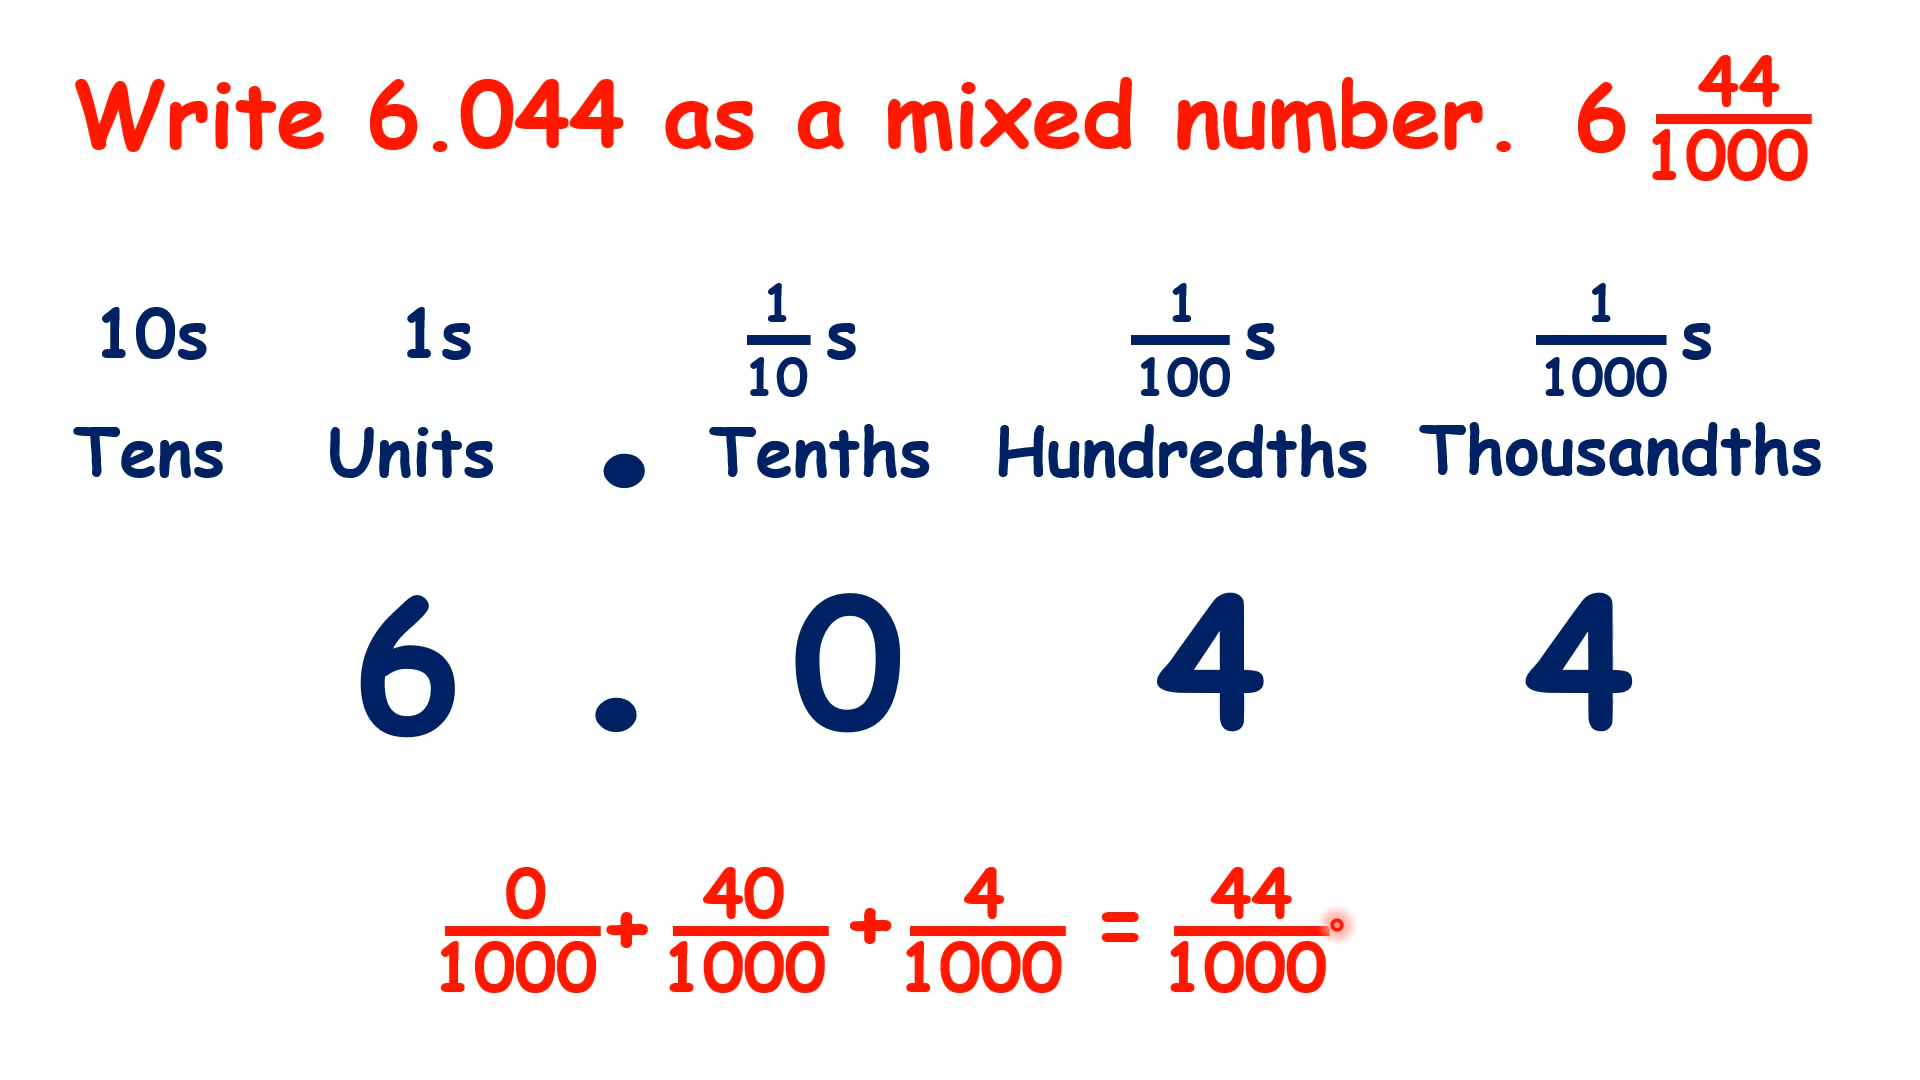 Write 6.044 as a mixed number. 6 44/1000
10s 1s 1/10 s 1/100 s 1/1000 s
Tens Units . Tenths Hundredths Thousandths
6 . 0 4 4
0/1000 + 40/1000 + 4/1000 = 44/1000